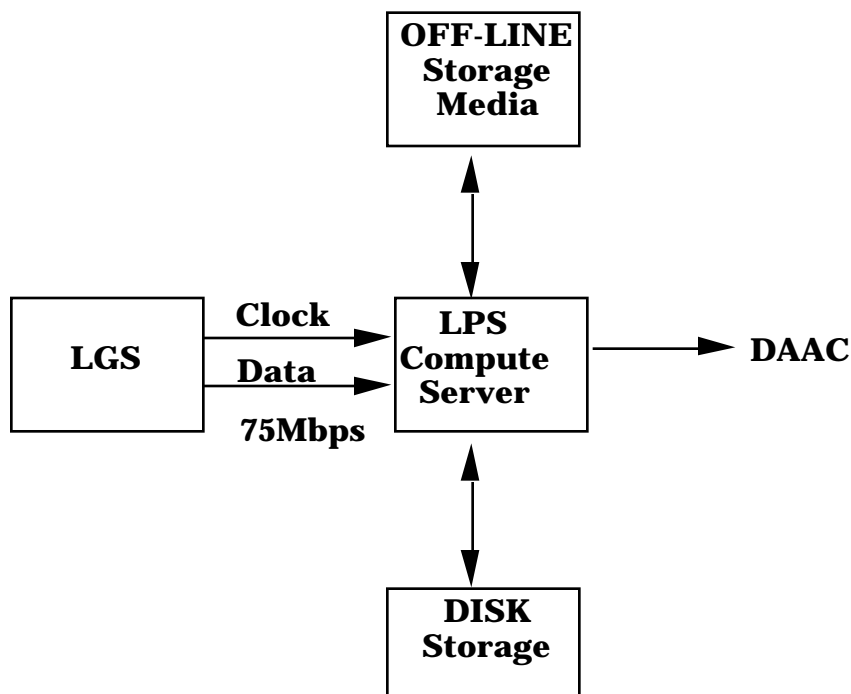 OFF-LINE
Storage
Media
LGS
Clock
Data
75Mbps
LPS
Compute
Server
DAAC
DISK
Storage